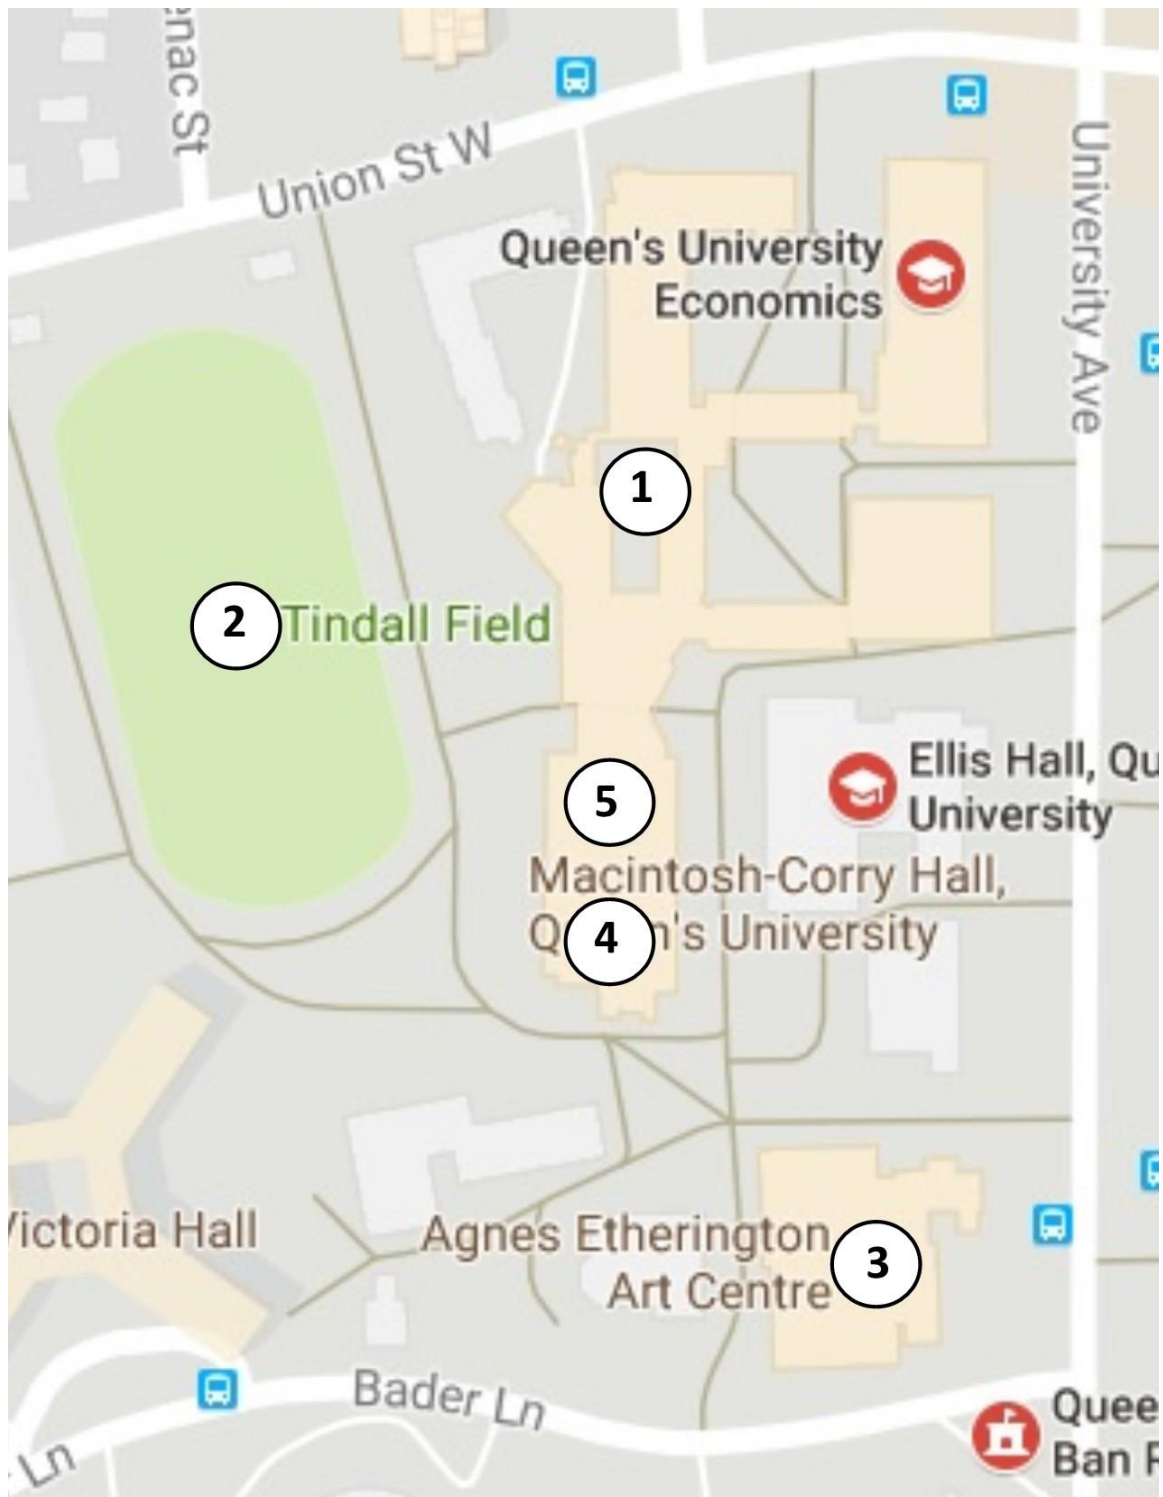 enac St
Union St W
University Ave
Queen's University
Economics
1
2
Tindall Field
5
Ellis Hall, Qu
University
Macintosh-Corry Hall,
Q 4 n's University
Victoria Hall
Agnes Etherington
Art Centre
3
Bader Ln
Ln
Quee
Ban R